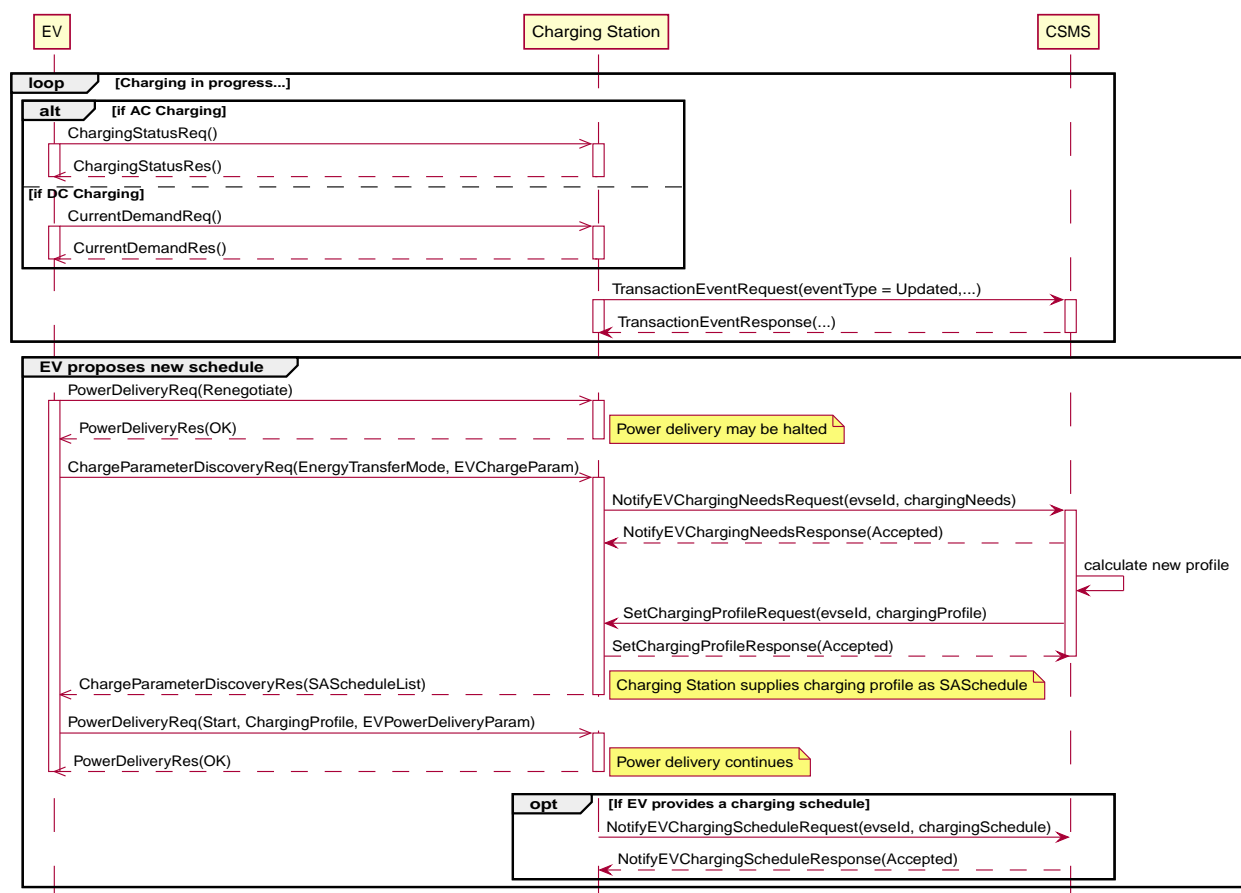 EV
Charging Station
CSMS
loop
[Charging in progress...]
alt
[if AC Charging]
ChargingStatusReq()
ChargingStatusRes()
[if DC Charging]
CurrentDemandReq()
CurrentDemandRes()
TransactionEventRequest(eventType = Updated,...)
TransactionEventResponse(...)
EV proposes new schedule
PowerDeliveryReq(Renegotiate)
PowerDeliveryRes(OK)
Power delivery may be halted
ChargeParameterDiscoveryReq(EnergyTransferMode, EVChargeParam)
NotifyEVChargingNeedsRequest(evseId, chargingNeeds)
NotifyEVChargingNeedsResponse(Accepted)
calculate new profile
SetChargingProfileRequest(evseId, chargingProfile)
SetChargingProfileResponse(Accepted)
ChargeParameterDiscoveryRes(SAScheduleList)
Charging Station supplies charging profile as SASchedule
PowerDeliveryReq(Start, ChargingProfile, EVPowerDeliveryParam)
PowerDeliveryRes(OK)
Power delivery continues
opt
[If EV provides a charging schedule]
NotifyEVChargingScheduleRequest(evseId, chargingSchedule)
NotifyEVChargingScheduleResponse(Accepted)